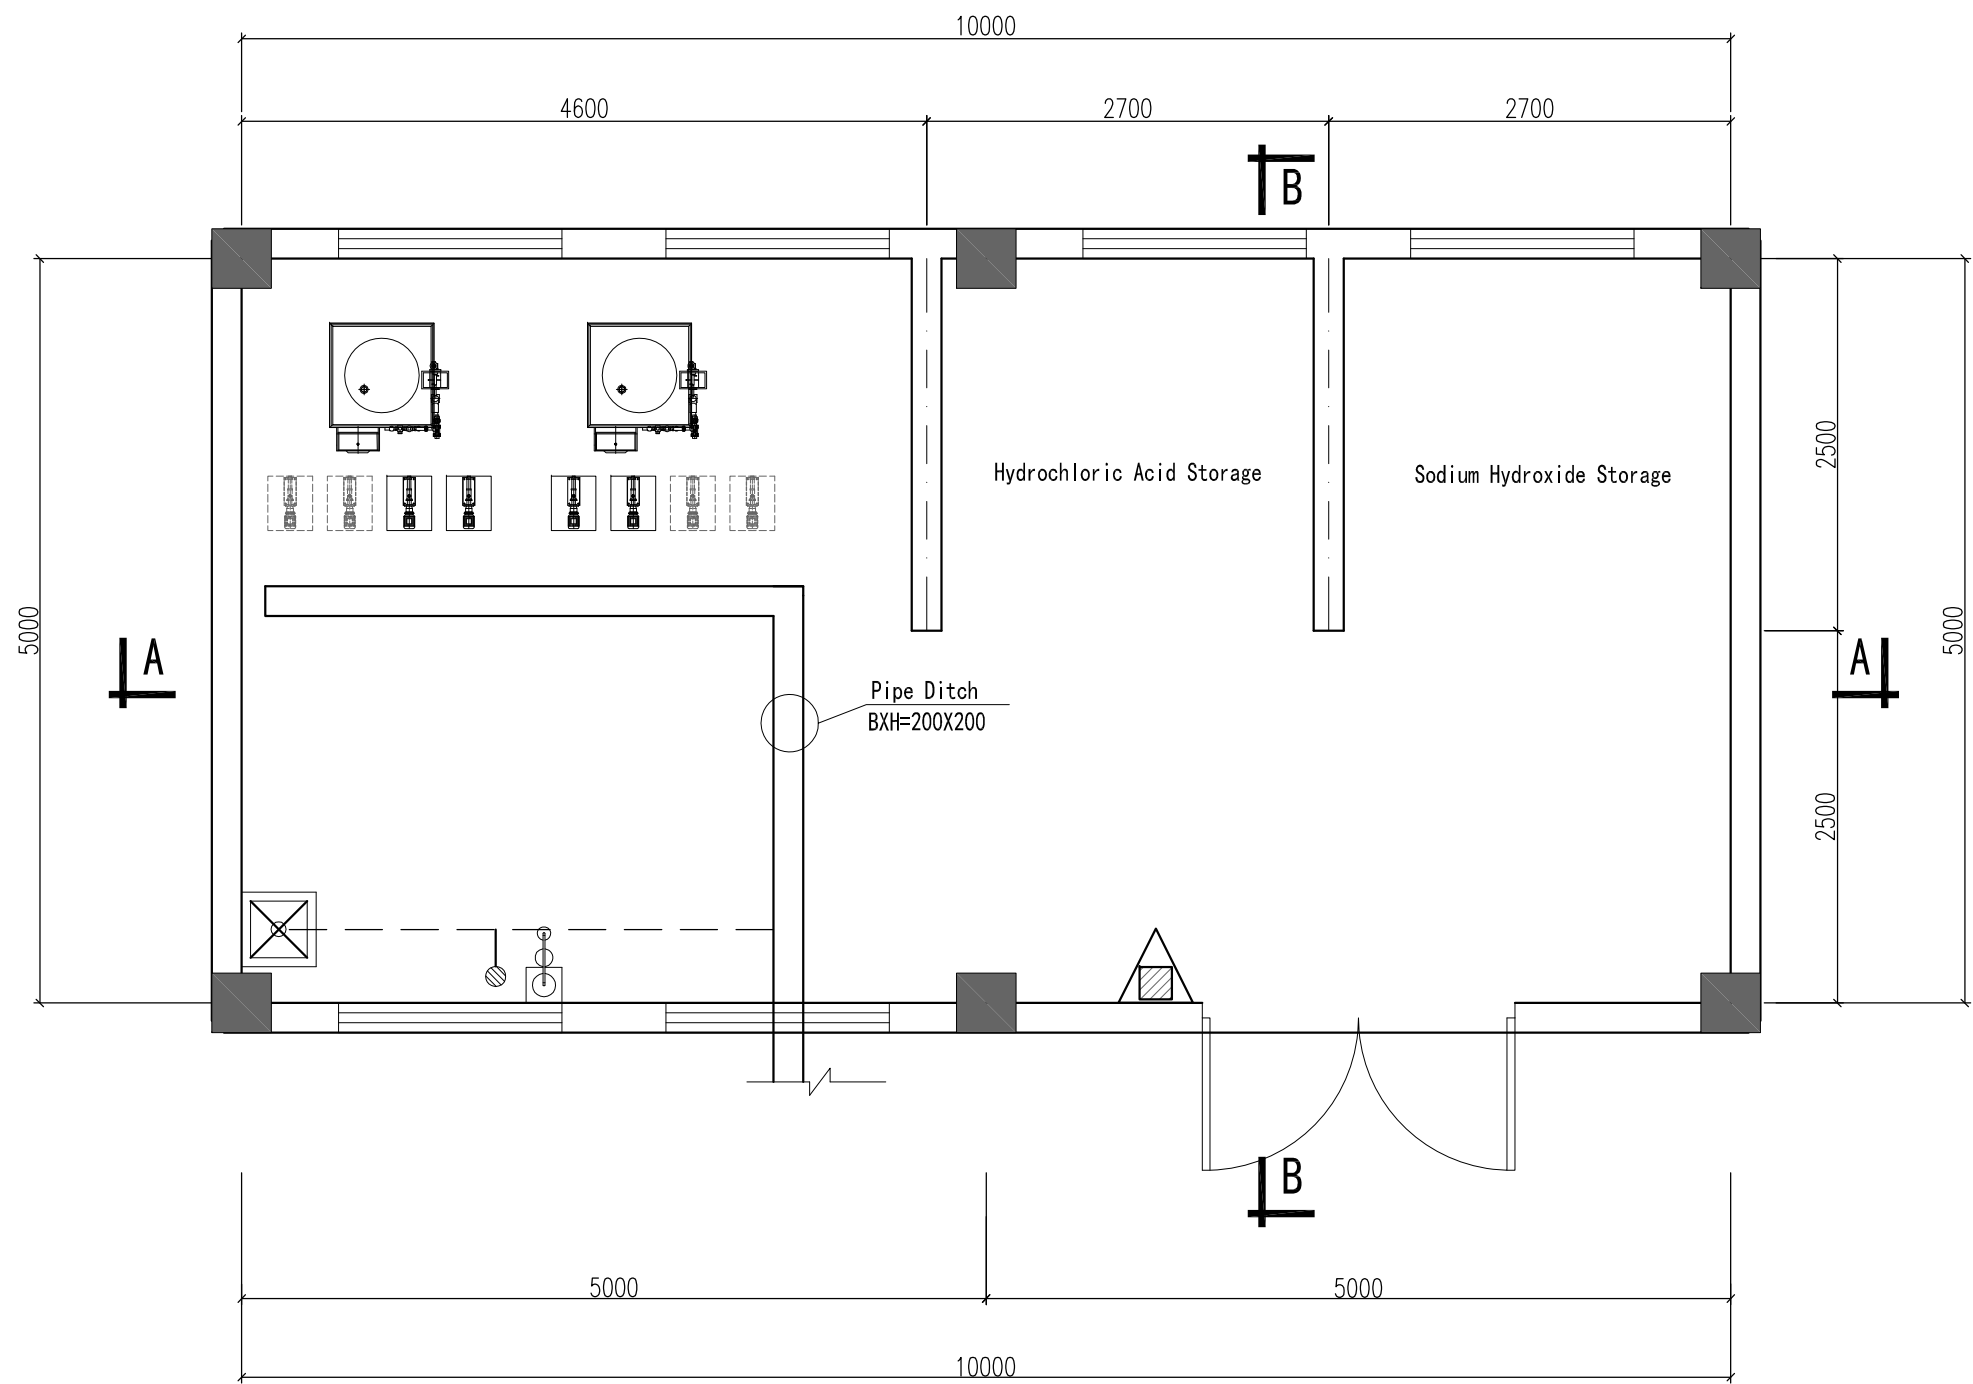 10000
4600
2700
2700
B
Hydrochloric Acid Storage
Sodium Hydroxide Storage
2500
5000
5000
A
A
Pipe Ditch
BXH=200X200
2500
B
5000
5000
10000